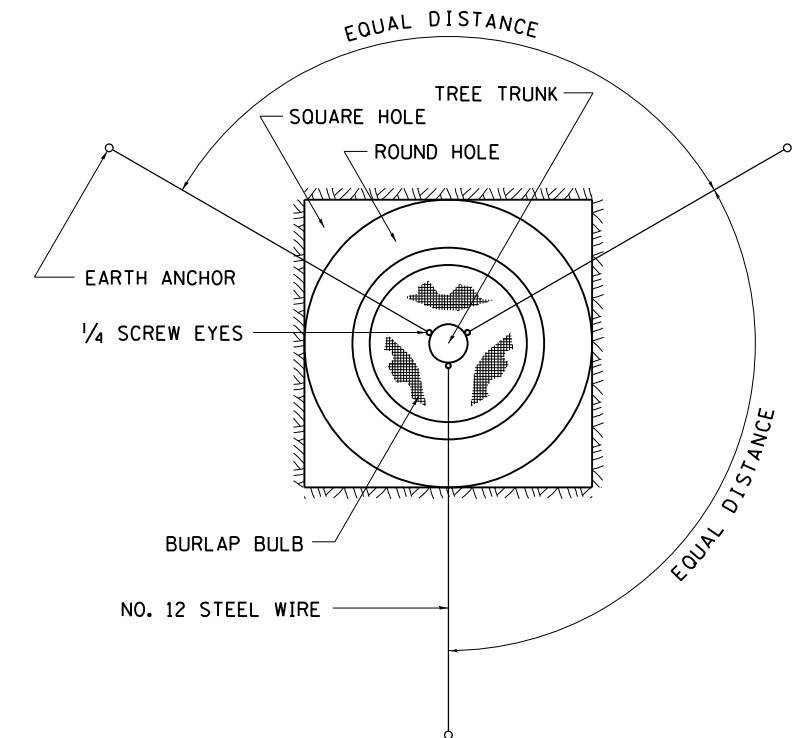 EQUAL DISTANCE
TREE TRUNK
SQUARE HOLE
ROUND HOLE
EARTH ANCHOR
1/4 SCREW EYES
EQUAL DISTANCE
BURLAP BULB
NO. 12 STEEL WIRE